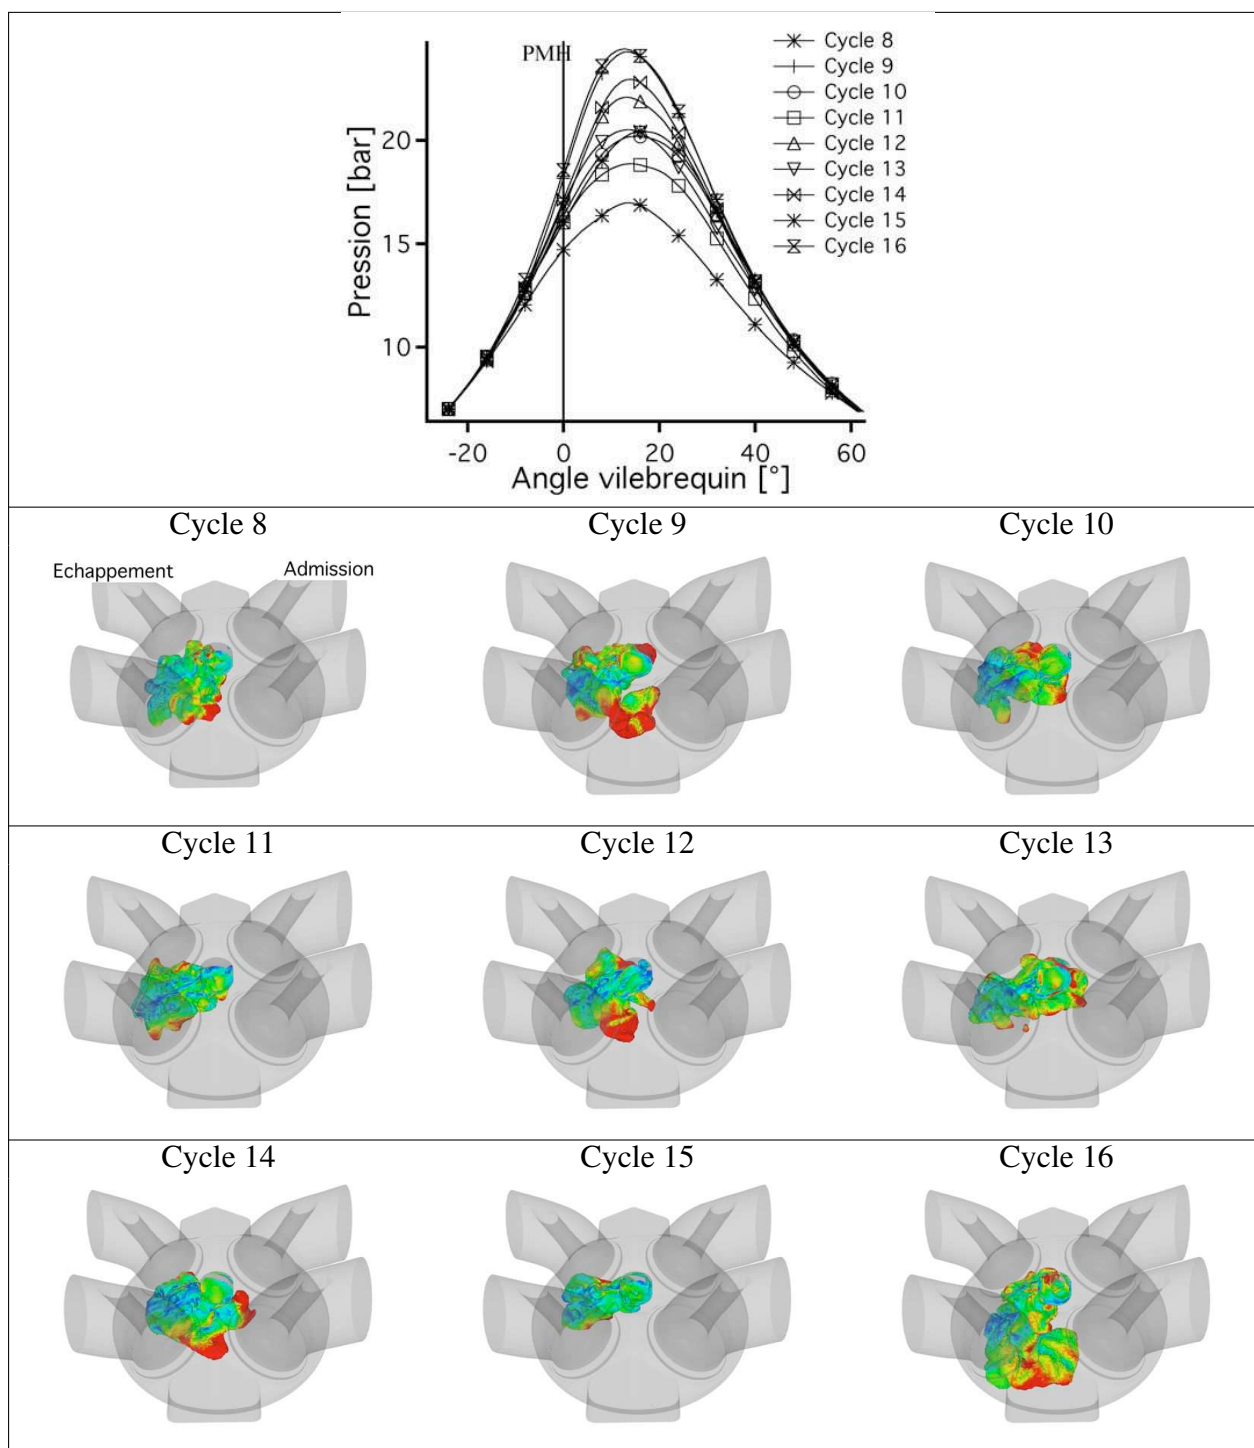 PMH
Cycle 8
Cycle 9
Cycle 10
Cycle 11
Cycle 12
Cycle 13
Cycle 14
Cycle 15
Cycle 16
Pression [bar]
20
15
10
-20 0 20 40 60
Angle vilebrequin [°]
Cycle 8 Cycle 9 Cycle 10
Echappement Admission
Cycle 11 Cycle 12 Cycle 13
Cycle 14 Cycle 15 Cycle 16